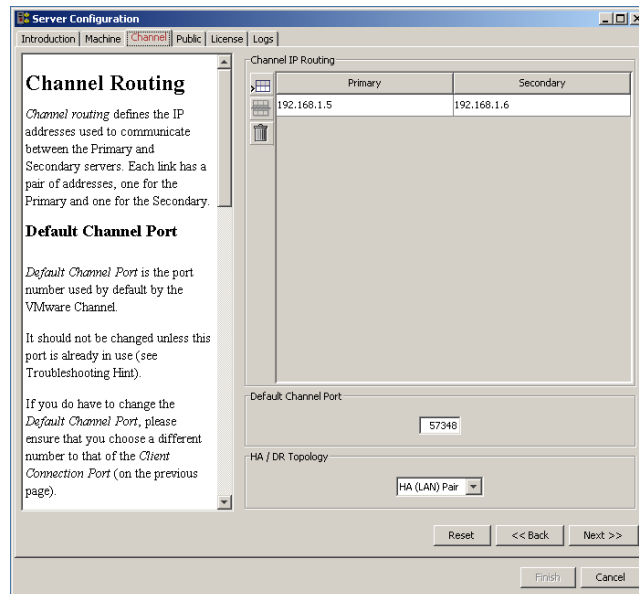 Server Configuration
Introduction Machine Channel Public License Logs
Channel Routing
Channel routing defines the IP
addresses used to communicate
between the Primary and
Secondary servers. Each link has a
pair of addresses, one for the
Primary and one for the Secondary.
Default Channel Port
Default Channel Port is the port
number used by default by the
VMware Channel.
It should not be changed unless this
port is already in use (see
Troubleshooting Hint).
If you do have to change the
Default Channel Port, please
ensure that you choose a different
number to that of the Client
Connection Port (on the previous
page).
Channel IP Routing
Primary Secondary
192.168.1.5 192.168.1.6
Default Channel Port
57348
HA / DR Topology
HA (LAN) Pair
Reset << Back Next >>
Finish Cancel